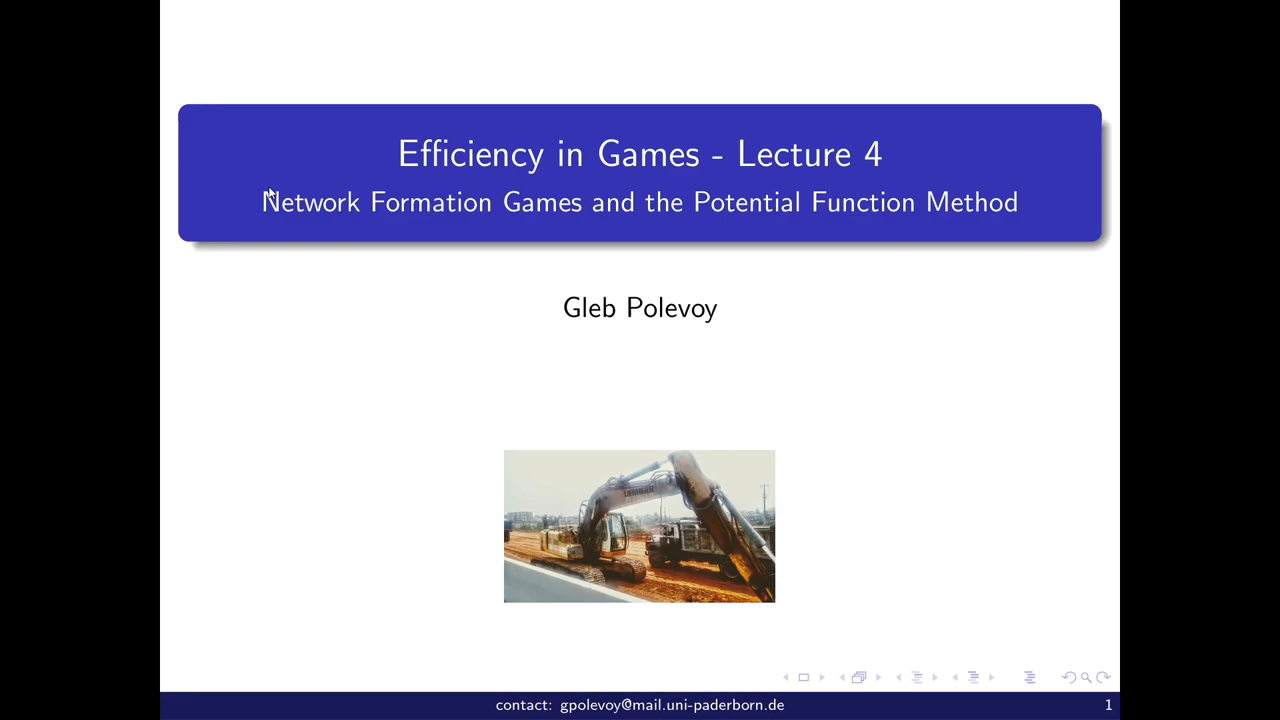 Efficiency in Games - Lecture 4
Network Formation Games and the Potential Function Method
Gleb Polevoy
LIEBHERR
contact: gpolevoy@mail.uni-paderborn.de
1